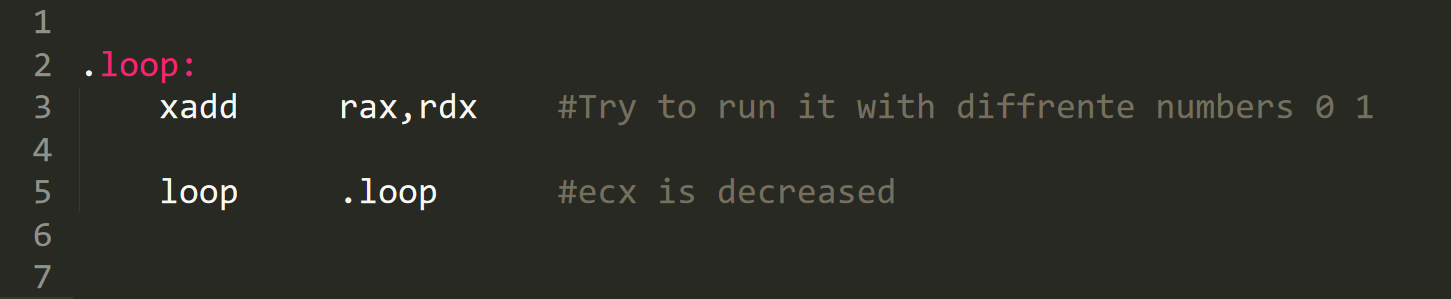 1
2 .loop:
3 xadd rax,rdx #Try to run it with diffrente numbers 0 1
4
5 loop .loop #ecx is decreased
6
7